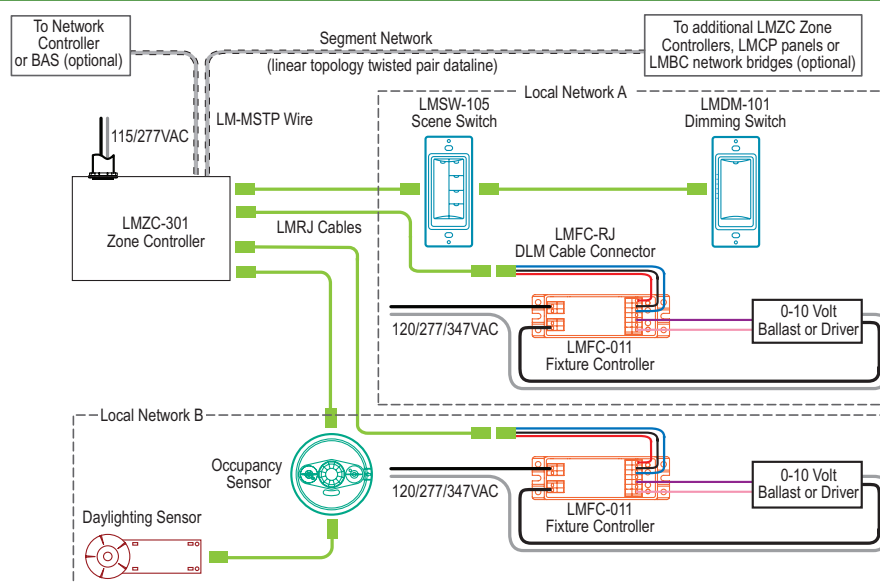 To Network
Controller
or BAS (optional)
Segment Network
(linear topology twisted pair dataline)
To additional LMZC Zone
Controllers, LMCP panels or
LMBC network bridges (optional)
LM-MSTP Wire
115/277VAC
Local Network A
LMSW-105
Scene Switch
LMDM-101
Dimming Switch
LMZC-301
Zone Controller
LMRJ Cables
LMFC-RJ
DLM Cable Connector
120/277/347VAC
LMFC-011
Fixture Controller
0-10 Volt
Ballast or Driver
Local Network B
Occupancy
Sensor
Daylighting Sensor
120/277/347VAC
LMFC-011
Fixture Controller
0-10 Volt
Ballast or Driver